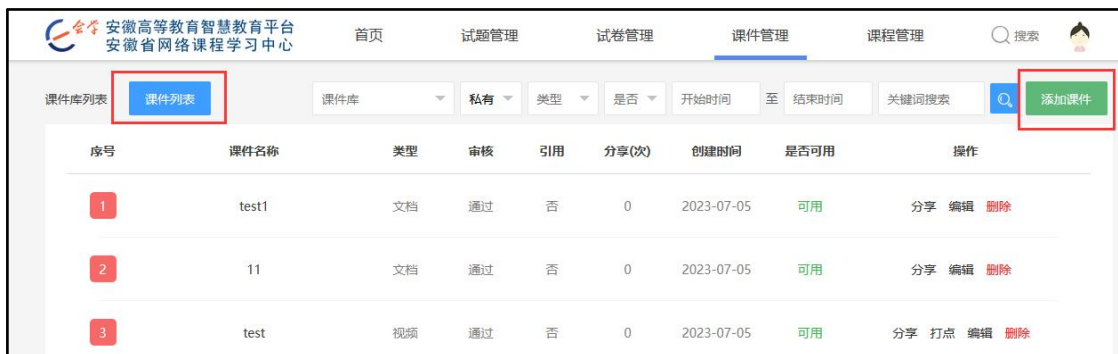 会学 安徽高等教育智慧教育平台
安徽省网络课程学习中心
首页 试题管理 试卷管理 课件管理 课程管理 搜索
课件库列表 课件列表 课件库 私有 类型 是否 开始时间 至 结束时间 关键词搜索 添加课件
序号 课件名称 类型 审核 引用 分享(次) 创建时间 是否可用 操作
1 test1 文档 通过 否 0 2023-07-05 可用 分享 编辑 删除
2 11 文档 通过 否 0 2023-07-05 可用 分享 编辑 删除
3 test 视频 通过 否 0 2023-07-05 可用 分享 打点 编辑 删除